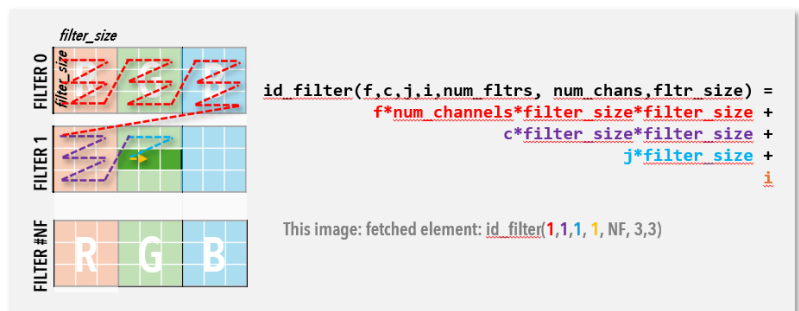 filter_size
filter_size
FILTER 0
R G B
id_filter(f,c,j,i,num_fltrs, num_chans,fltr_size) =
f*num_channels*filter_size*filter_size +
c*filter_size*filter_size +
j*filter_size +
i
FILTER 1
This image: fetched element: id_filter(1,1,1, 1, NF, 3,3)
FILTER #NF
R G B